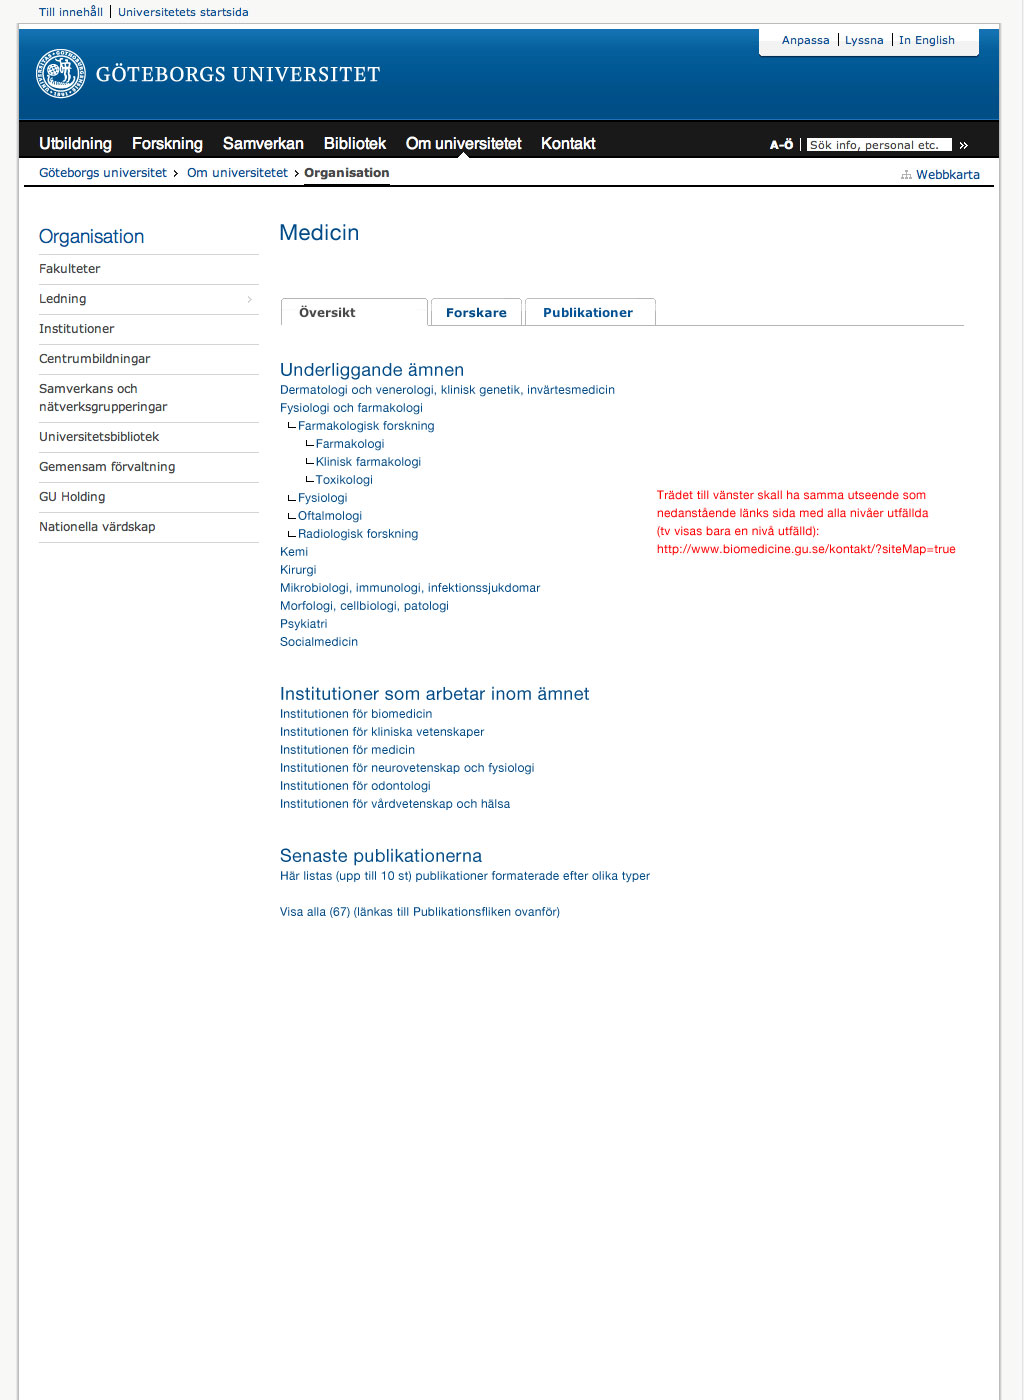 Till innehåll | Universitetets startsida
Anpassa | Lyssna | In English
GÖTEBORGS UNIVERSITET
Utbildning Forskning Samverkan Bibliotek Om universitetet Kontakt
A-Ö | Sök info, personal etc. »
Göteborgs universitet › Om universitetet › Organisation
Webbkarta
Organisation
Fakulteter
Ledning
Institutioner
Centrumbildningar
Samverkans och
nätverksgrupperingar
Universitetsbibliotek
Gemensam förvaltning
GU Holding
Nationella värdskap
Medicin
Översikt Forskare Publikationer
Underliggande ämnen
Dermatologi och venerologi, klinisk genetik, invärtesmedicin
Fysiologi och farmakologi
Farmakologisk forskning
Farmakologi
Klinisk farmakologi
Toxikologi
Fysiologi
Oftalmologi
Radiologisk forskning
Kemi
Kirurgi
Mikrobiologi, immunologi, infektionssjukdomar
Morfologi, cellbiologi, patologi
Psykiatri
Socialmedicin
Trädet till vänster skall ha samma utseende som
nedanstående länks sida med alla nivåer utfällda
(tv visas bara en nivå utfälld):
http://www.biomedicine.gu.se/kontakt/?siteMap=true
Institutioner som arbetar inom ämnet
Institutionen för biomedicin
Institutionen för kliniska vetenskaper
Institutionen för medicin
Institutionen för neurovetenskap och fysiologi
Institutionen för odontologi
Institutionen för vårdvetenskap och hälsa
Senaste publikationerna
Här listas (upp till 10 st) publikationer formaterade efter olika typer
Visa alla (67) (länkas till Publikationsfliken ovanför)